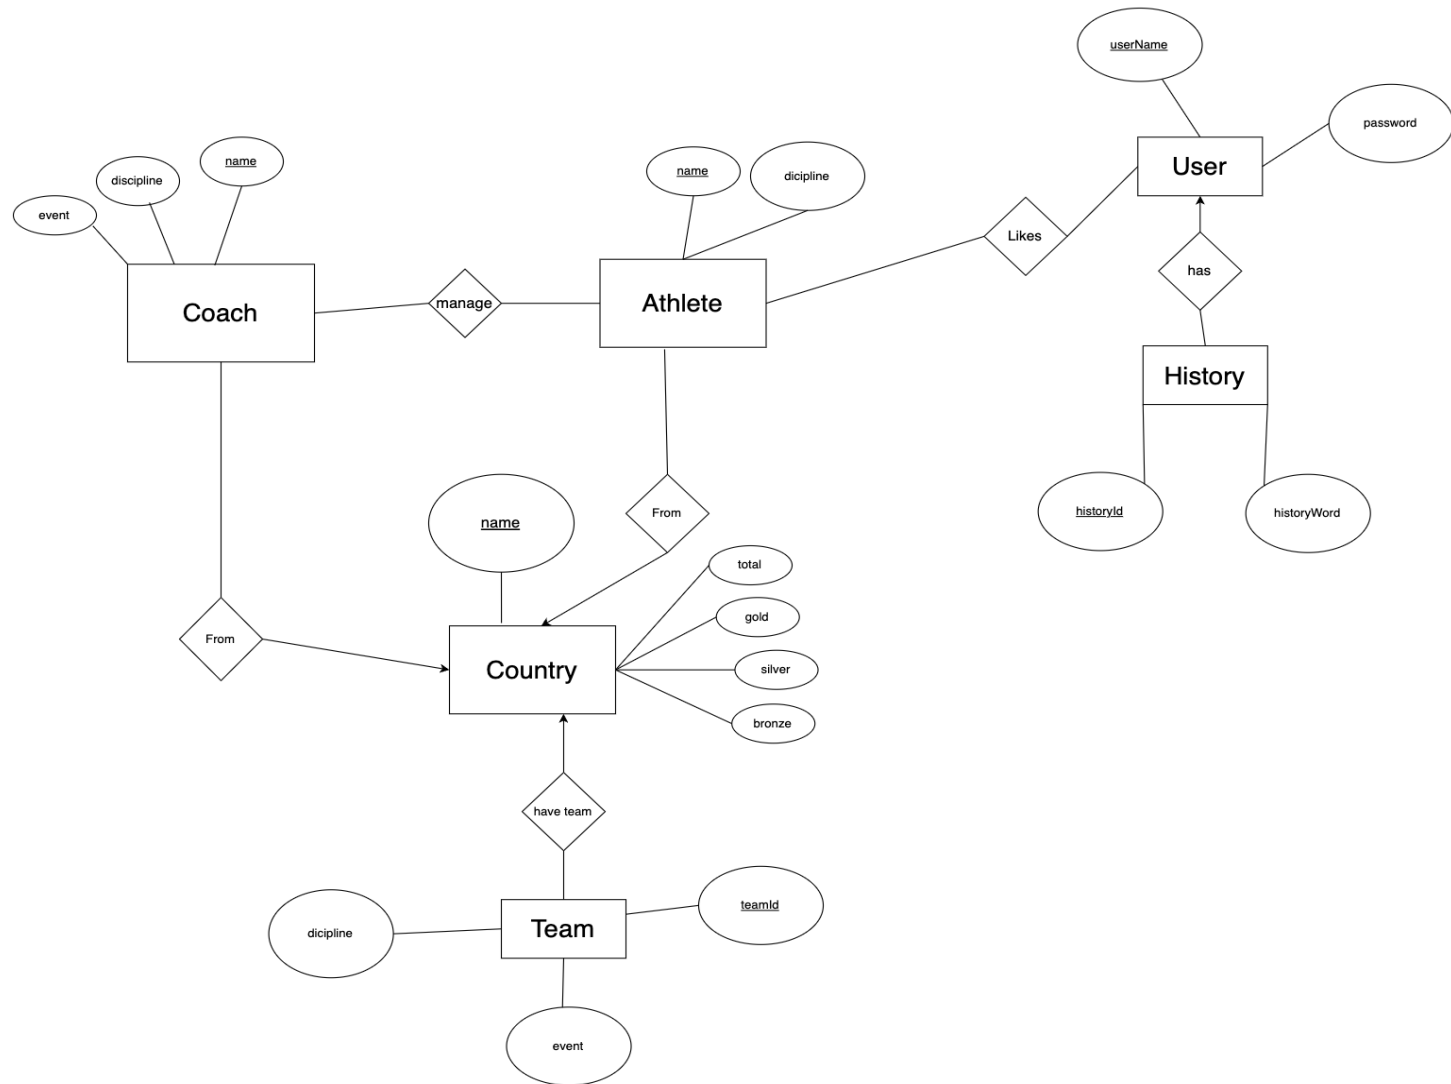 userName
password
User
name
discipline
event
name
dicipline
Likes
has
Coach
manage
Athlete
History
name
From
historyId
historyWord
total
gold
From
Country
silver
bronze
have team
dicipline
Team
teamId
event